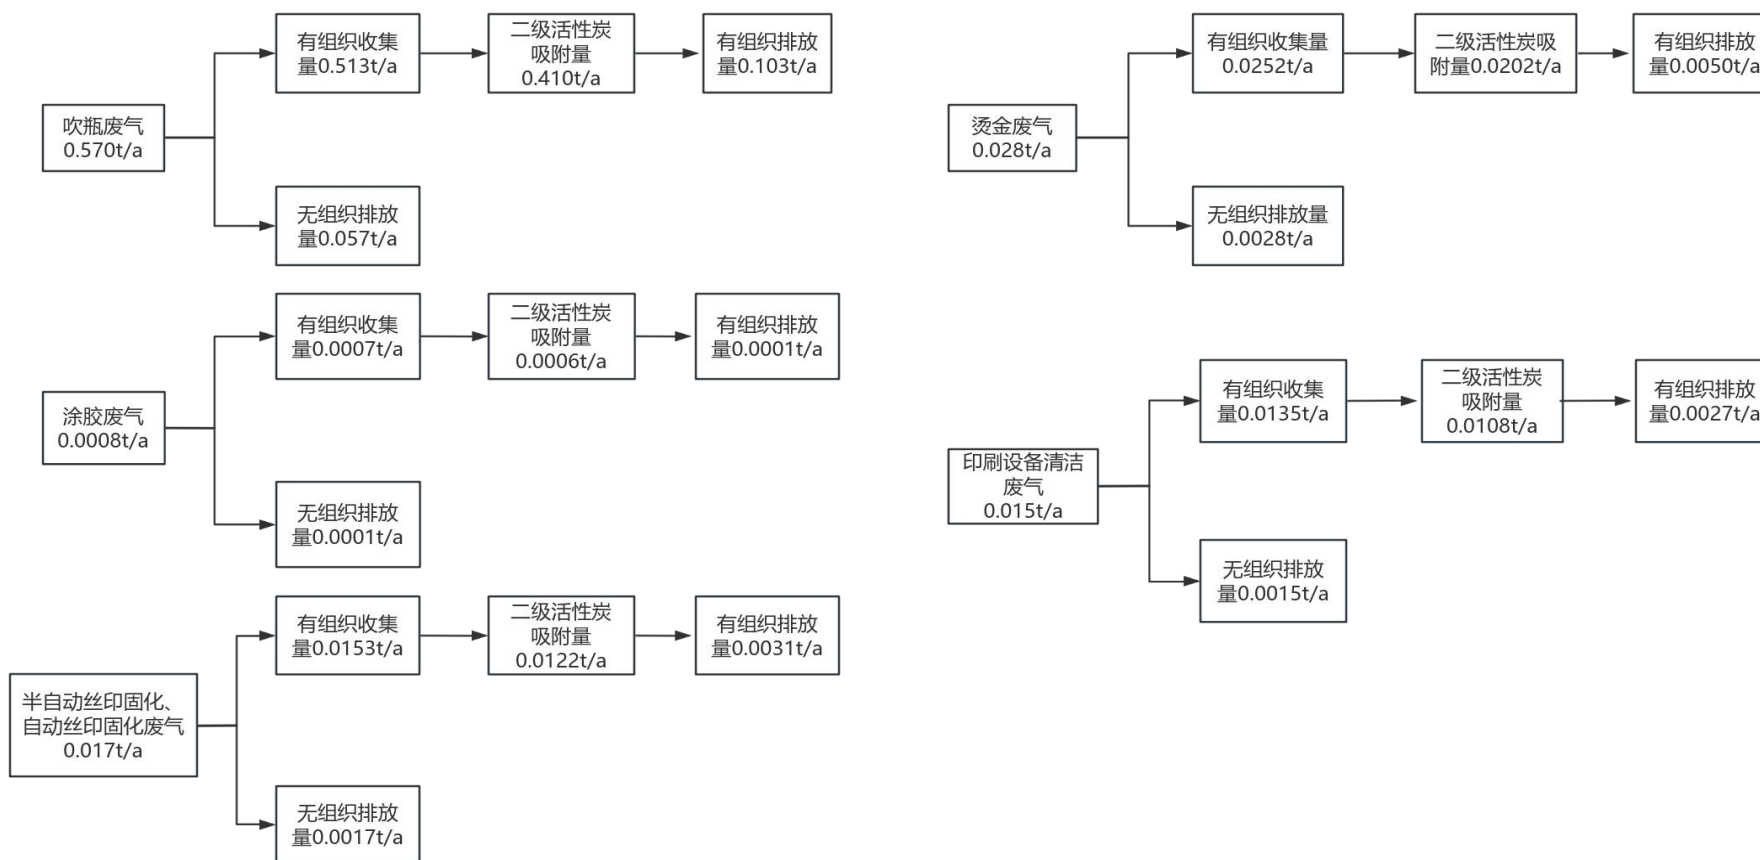 吹瓶废气
0.570t/a
有组织收集
量0.513t/a
二级活性炭
吸附量
0.410t/a
有组织排放
量0.103t/a
无组织排放
量0.057t/a
涂胶废气
0.0008t/a
有组织收集
量0.0007t/a
二级活性炭
吸附量
0.0006t/a
有组织排放
量0.0001t/a
无组织排放
量0.0001t/a
半自动丝印固化、
自动丝印固化废气
0.017t/a
有组织收集
量0.0153t/a
二级活性炭
吸附量
0.0122t/a
有组织排放
量0.0031t/a
无组织排放
量0.0017t/a
烫金废气
0.028t/a
有组织收集量
0.0252t/a
二级活性炭吸
附量0.0202t/a
有组织排放
量0.0050t/a
无组织排放量
0.0028t/a
印刷设备清洁
废气
0.015t/a
有组织收集
量0.0135t/a
二级活性炭
吸附量
0.0108t/a
有组织排放
量0.0027t/a
无组织排放
量0.0015t/a